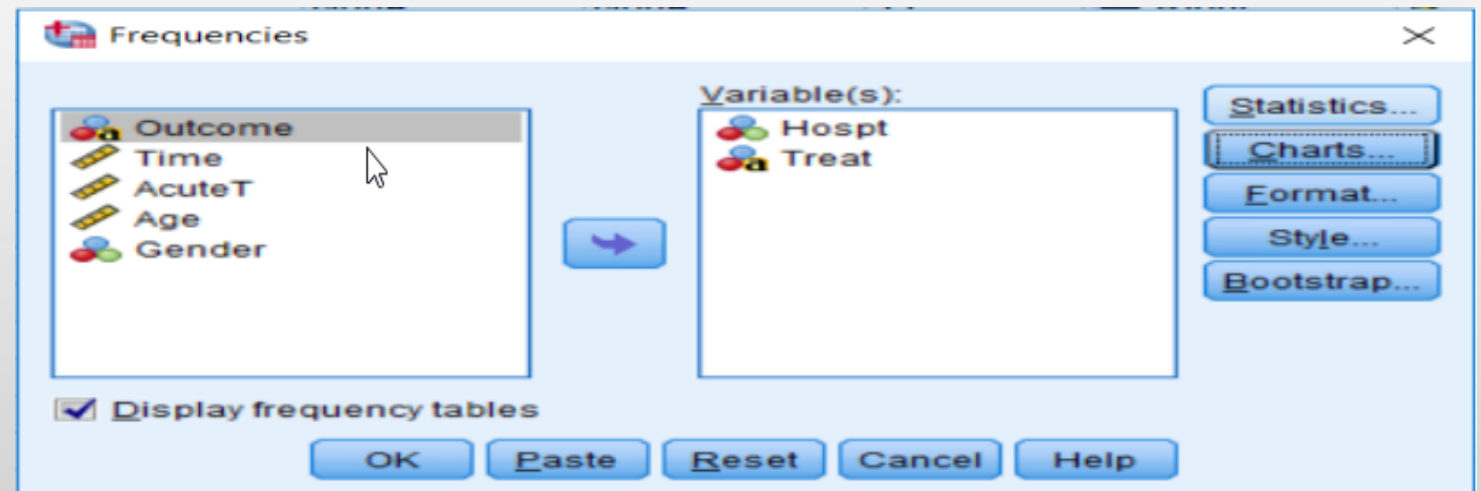 Frequencies
Outcome
Time
AcuteT
Age
Gender
Variable(s):
Hospt
Treat
Statistics...
Charts...
Format...
Style...
Bootstrap...
Display frequency tables
OK
Paste
Reset
Cancel
Help